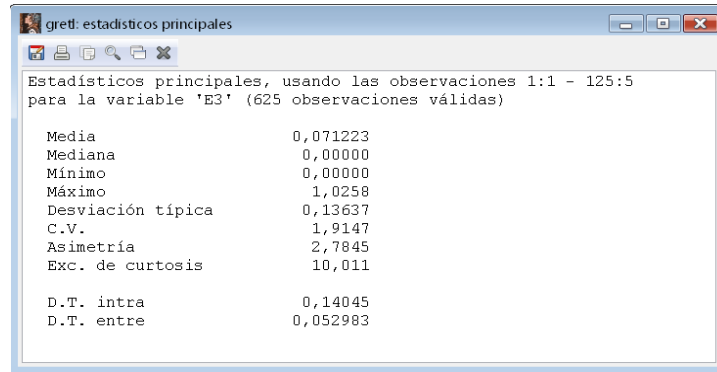 gretl: estadisticos principales
Estadísticos principales, usando las observaciones 1:1 - 125:5
para la variable 'E3' (625 observaciones válidas)
Media 0,071223
Mediana 0,00000
Mínimo 0,00000
Máximo 1,0258
Desviación típica 0,13637
C.V. 1,9147
Asimetría 2,7845
Exc. de curtosis 10,011
D.T. intra 0,14045
D.T. entre 0,052983